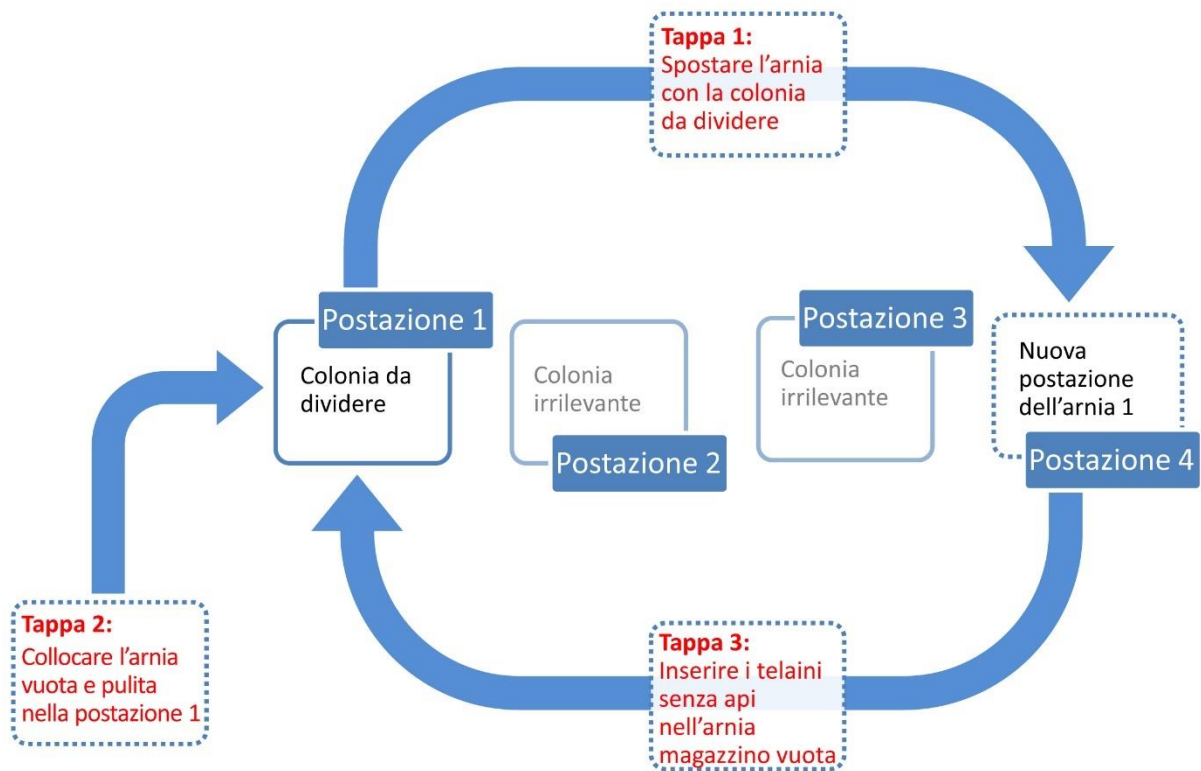 Tappa 1:
Spostare l’arnia
con la colonia
da dividere
Postazione 1
Colonia da
dividere
Colonia
irrilevante
Postazione 2
Postazione 3
Colonia
irrilevante
Nuova
postazione
dell’arnia 1
Postazione 4
Tappa 2:
Collocare l’arnia
vuota e pulita
nella postazione 1
Tappa 3:
Inserire i telaini
senza api
nell’arnia
magazzino vuota